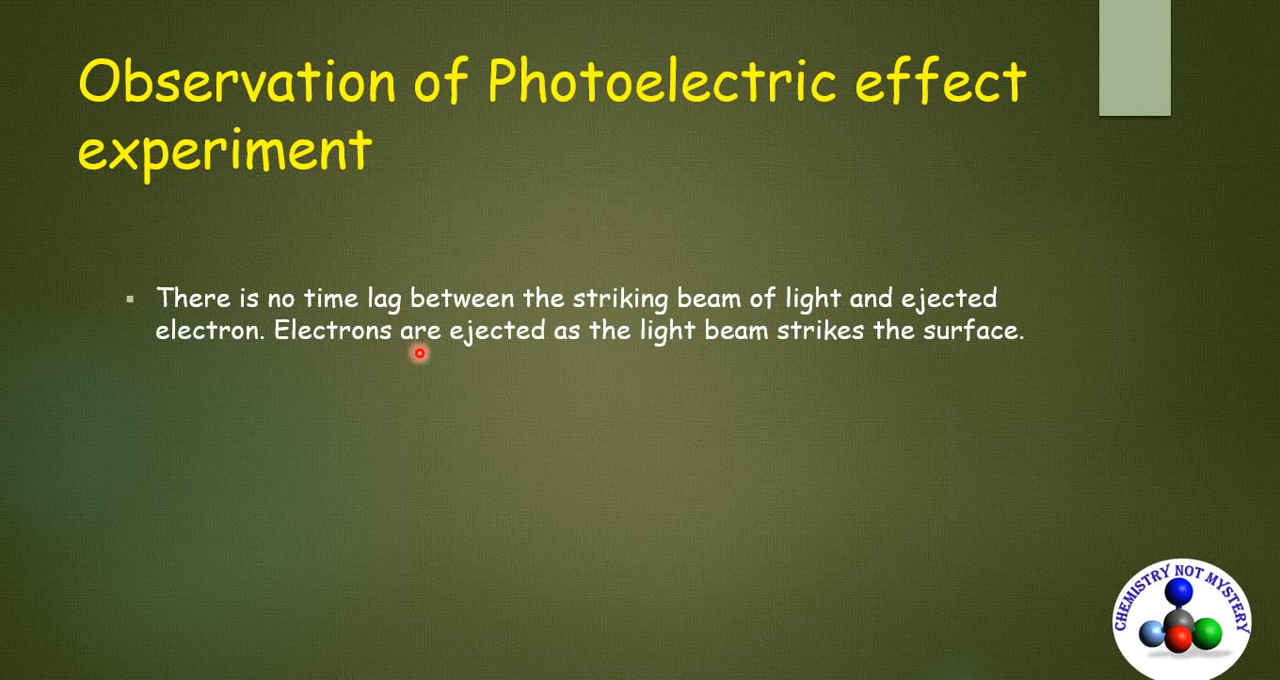 Observation of Photoelectric effect
experiment
There is no time lag between the striking beam of light and ejected
electron. Electrons are ejected as the light beam strikes the surface.
CHEMISTRY NOT MYSTERY